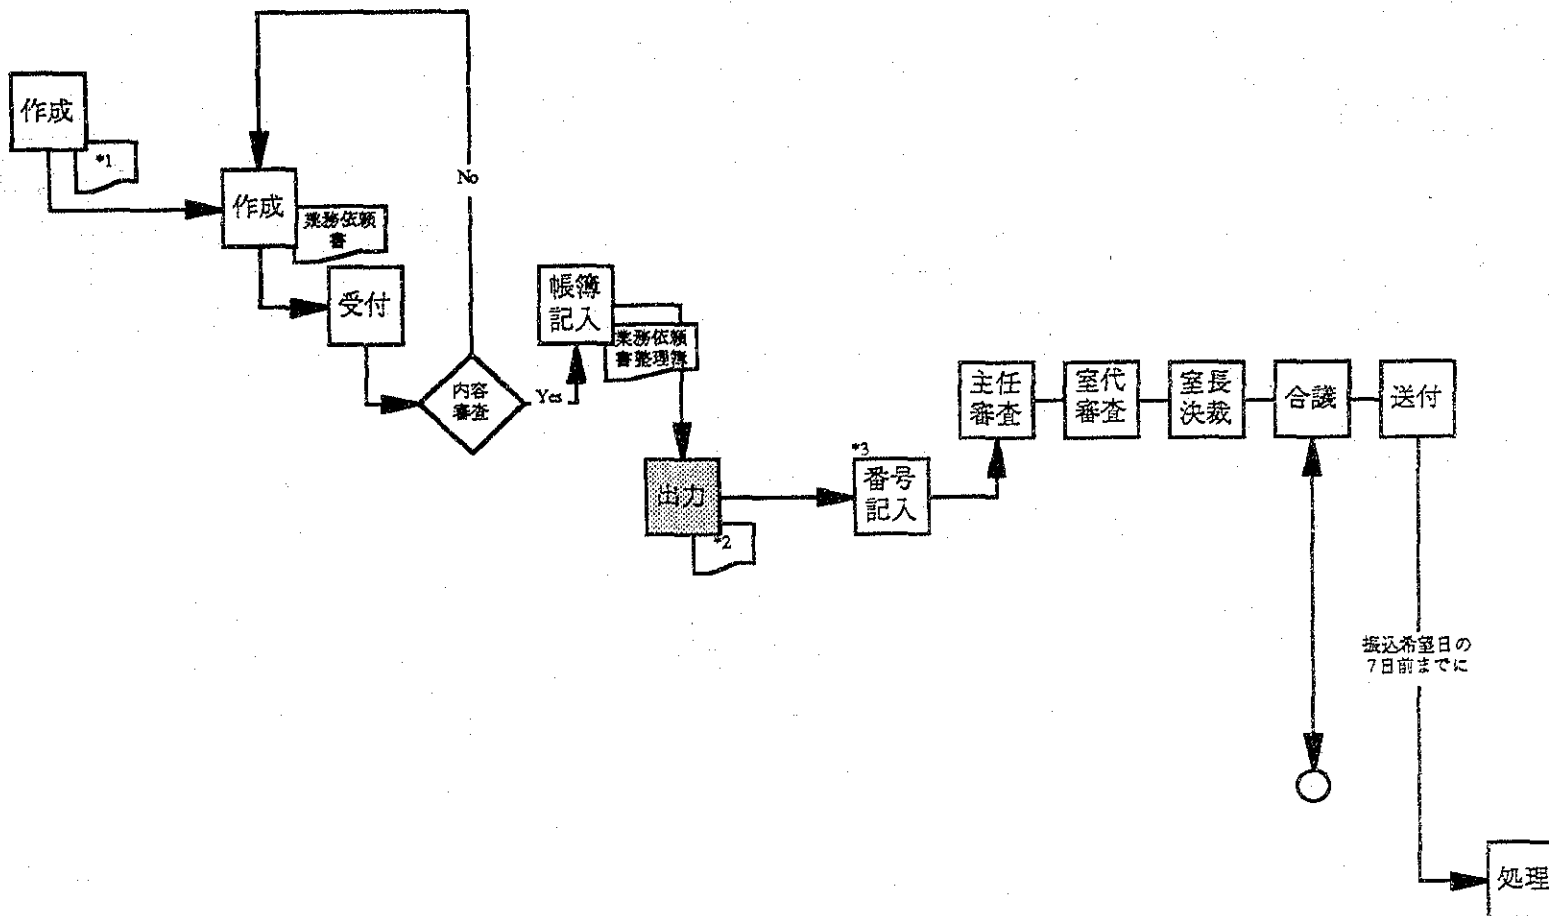 作成
*1
No
作成
業務依頼
書
受付
内容
審査
Yes
帳簿
記入
業務依頼
書整理簿
出力
*2
*3
番号
記入
主任
審査
室代
審査
室長
決裁
合議
送付
振込希望日の
7日前までに
処理